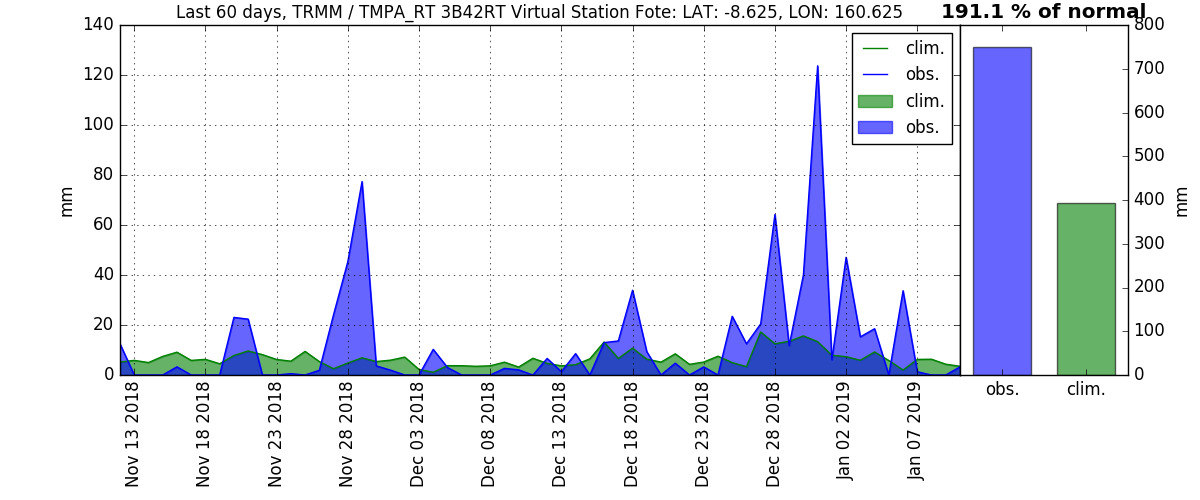 Last 60 days, TRMM / TMPA_RT 3B42RT Virtual Station Fote: LAT: -8.625, LON: 160.625
191.1 % of normal
140
120
100
80
60
40
20
0
mm
clim.
obs.
clim.
obs.
Nov 13 2018
Nov 18 2018
Nov 23 2018
Nov 28 2018
Dec 03 2018
Dec 08 2018
Dec 13 2018
Dec 18 2018
Dec 23 2018
Dec 28 2018
Jan 02 2019
Jan 07 2019
800
700
600
500
400
300
200
100
0
mm
obs.
clim.